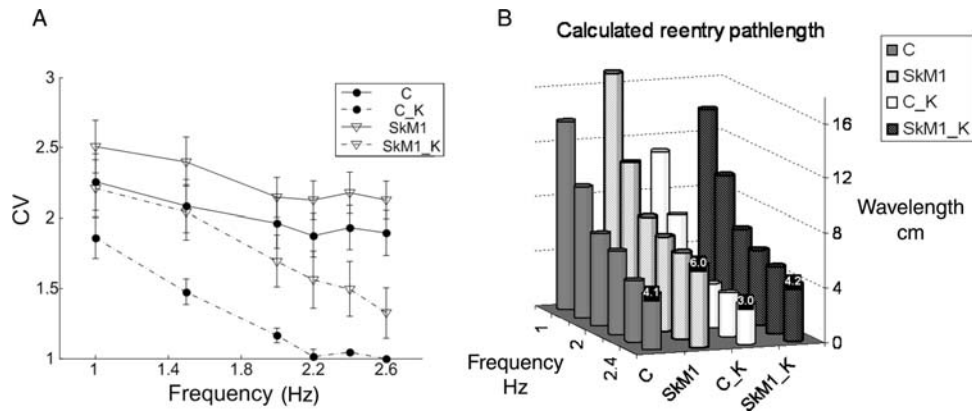 A
3
2.5
2
1.5
1
CV
1
1.4
1.8
2.2
2.6
Frequency (Hz)
C
C_K
SkM1
SkM1_K
B
Calculated reentry pathlength
C
SkM1
C_K
SkM1_K
16
12
8
4
0
Wavelength
cm
4.1
6.0
3.0
4.2
1
2
2.4
Frequency
Hz
C
SkM1
C_K
SkM1_K